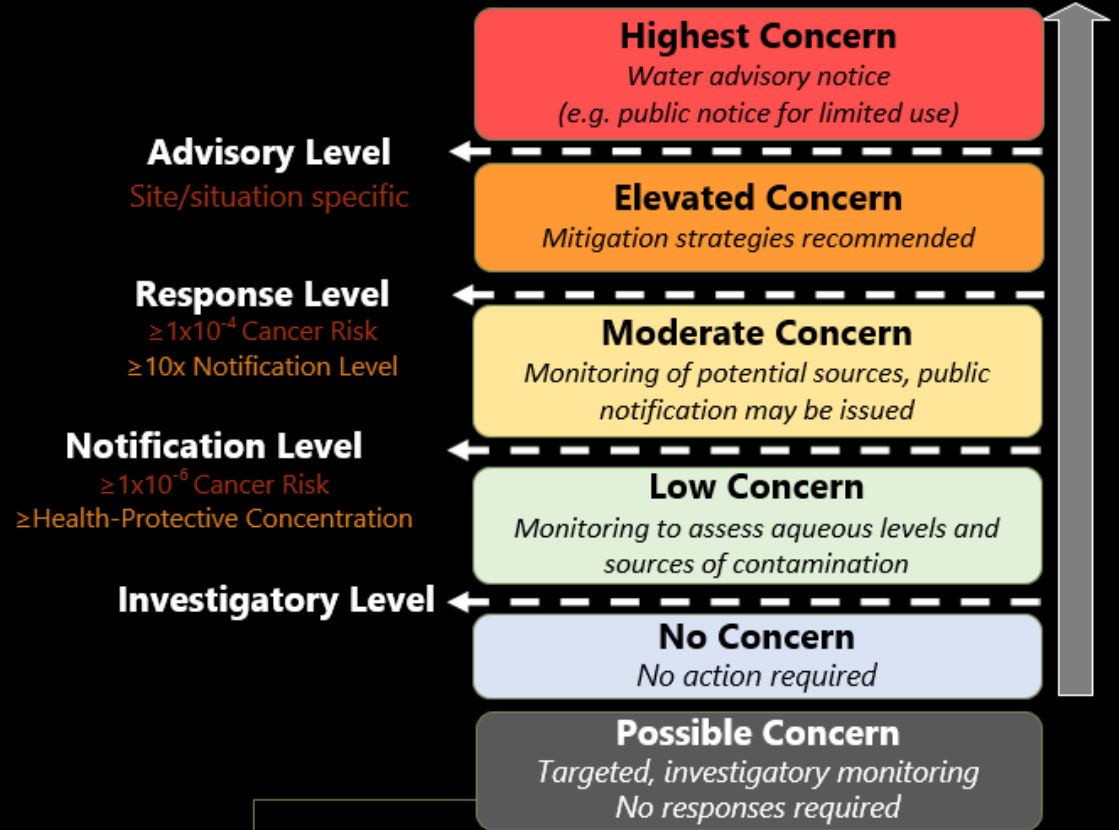 Highest Concern
Water advisory notice
(e.g. public notice for limited use)
Advisory Level
Site/situation specific
Elevated Concern
Mitigation strategies recommended
Response Level
≥1x10⁻⁴ Cancer Risk
≥10x Notification Level
Moderate Concern
Monitoring of potential sources, public
notification may be issued
Notification Level
≥1x10⁻⁶ Cancer Risk
≥Health-Protective Concentration
Low Concern
Monitoring to assess aqueous levels and
sources of contamination
Investigatory Level
No Concern
No action required
Possible Concern
Targeted, investigatory monitoring
No responses required